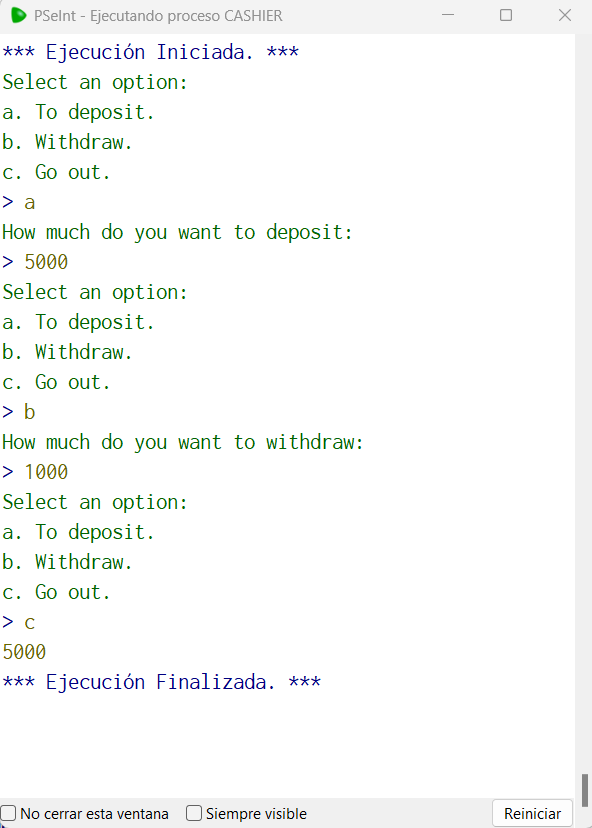 PSeInt - Ejecutando proceso CASHIER
*** Ejecución Iniciada. ***
Select an option:
a. To deposit.
b. Withdraw.
c. Go out.
> a
How much do you want to deposit:
> 5000
Select an option:
a. To deposit.
b. Withdraw.
c. Go out.
> b
How much do you want to withdraw:
> 1000
Select an option:
a. To deposit.
b. Withdraw.
c. Go out.
> c
5000
*** Ejecución Finalizada. ***
No cerrar esta ventana Siempre visible Reiniciar